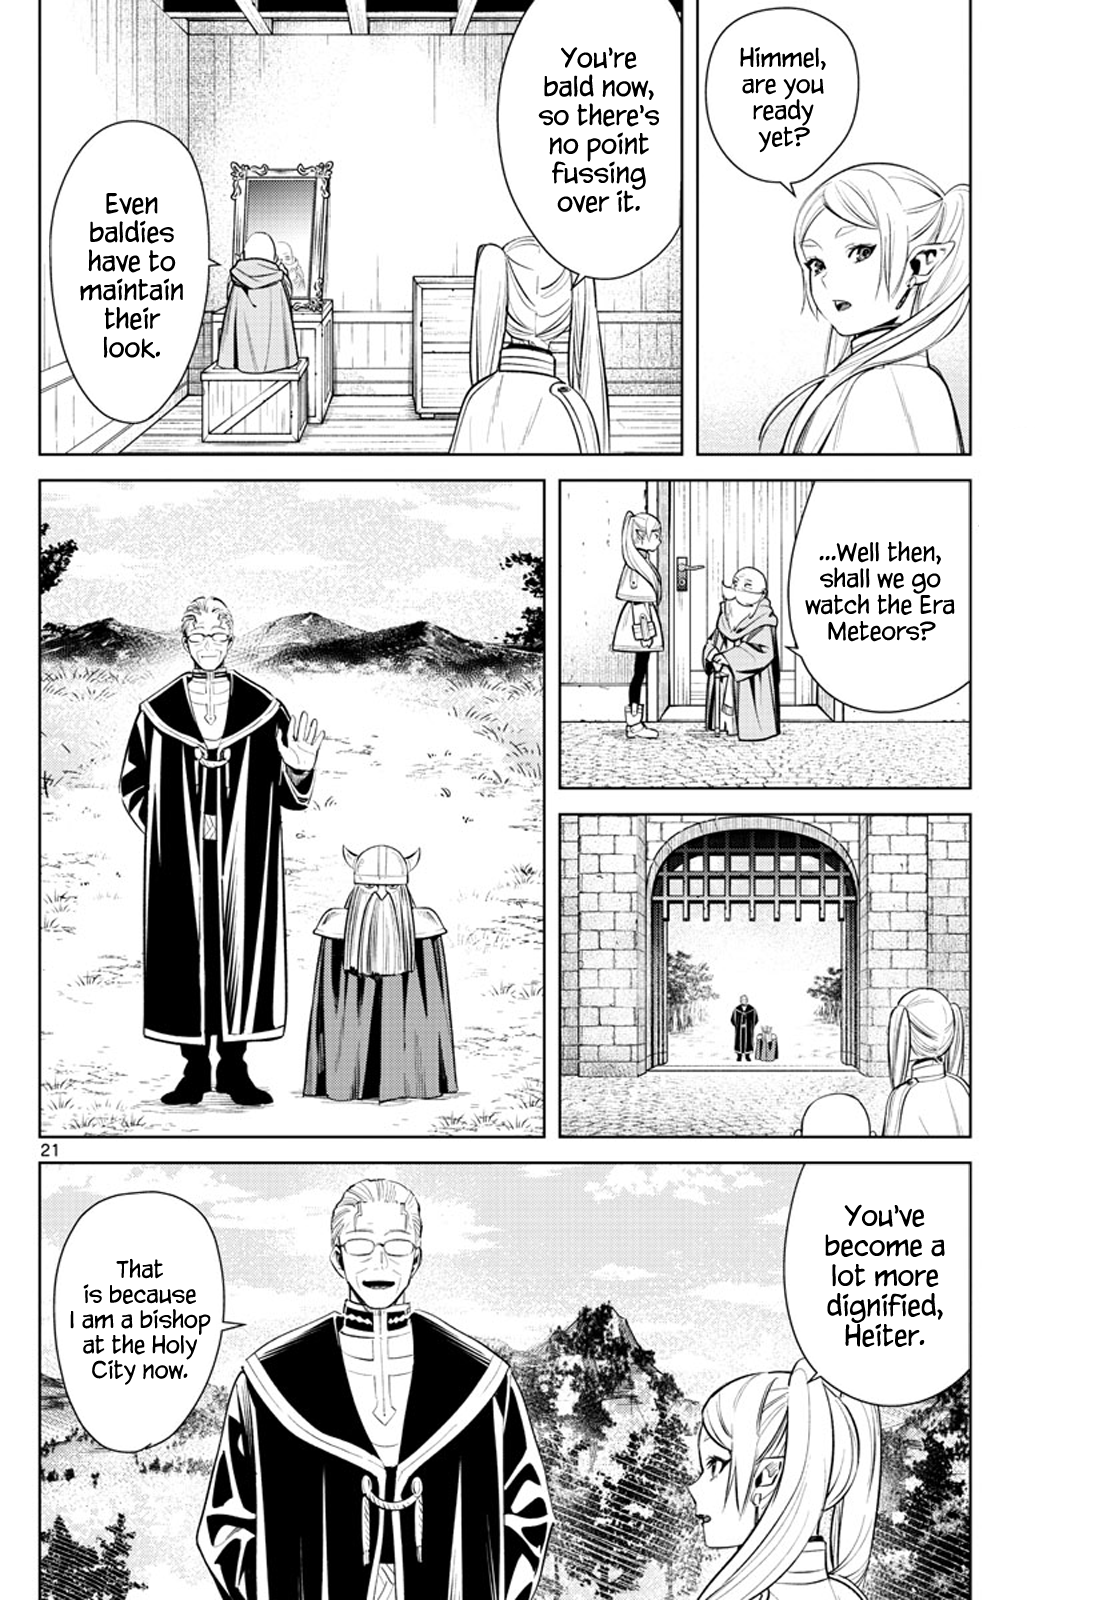 Himmel,
are you
ready
yet?
You're
bald now,
so there's
no point
fussing
over it.
Even
baldies
have to
maintain
their
look.
...Well then,
shall we go
watch the Era
Meteors?
21
You've
become a
lot more
dignified,
Heiter.
That
is because
I am a bishop
at the Holy
City now.